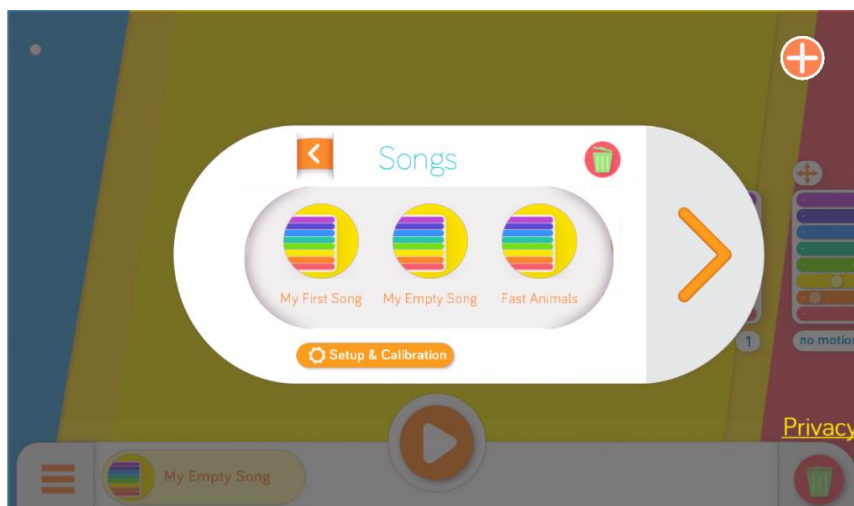 Songs
My First Song
My Empty Song
Fast Animals
Setup & Calibration
1
no motion
Privacy
My Empty Song